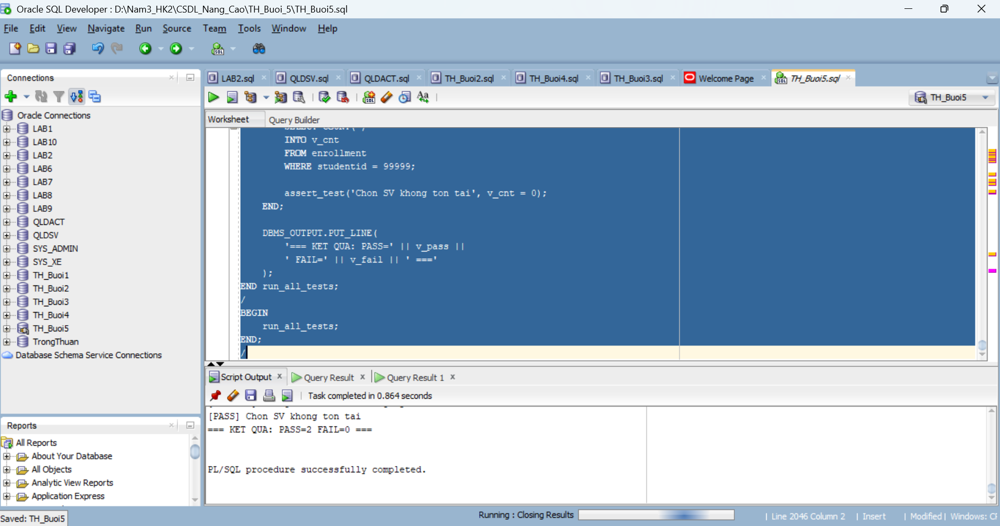 Oracle SQL Developer : D:\Nam3_HK2\CSDL_Nang_Cao\TH_Buoi_5\TH_Buoi5.sql
File Edit View Navigate Run Source Team Tools Window Help
Connections
Oracle Connections
LAB1
LAB10
LAB2
LAB6
LAB7
LAB8
LAB9
QLDACT
QLDSV
SYS_ADMIN
SYS_XE
TH_Buoi1
TH_Buoi2
TH_Buoi3
TH_Buoi4
TH_Buoi5
TrongThuan
Database Schema Service Connections
Reports
All Reports
About Your Database
All Objects
Analytic View Reports
Application Express
LAB2.sql QLDSV.sql QLDACT.sql TH_Buoi2.sql TH_Buoi4.sql TH_Buoi3.sql Welcome Page TH_Buoi5.sql
TH_Buoi5
Worksheet Query Builder
INTO v_cnt
FROM enrollment
WHERE studentid = 99999;
assert_test('Chon SV khong ton tai', v_cnt = 0);
END;
DBMS_OUTPUT.PUT_LINE(
'=== KET QUA: PASS=' || v_pass ||
' FAIL=' || v_fail || ' ==='
);
END run_all_tests;
/
BEGIN
run_all_tests;
END;
/
Script Output Query Result Query Result 1
Task completed in 0.864 seconds
[PASS] Chon SV khong ton tai
=== KET QUA: PASS=2 FAIL=0 ===
PL/SQL procedure successfully completed.
Saved: TH_Buoi5
Running : Closing Results
| Line 2046 Column 2 | Insert | Modified | Windows: